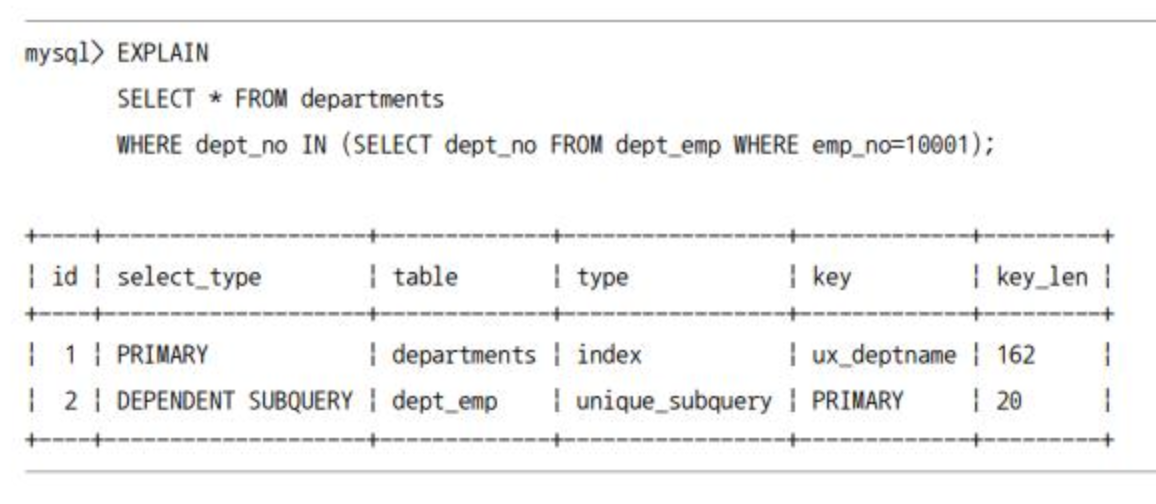 mysql> EXPLAIN
SELECT * FROM departments
WHERE dept_no IN (SELECT dept_no FROM dept_emp WHERE emp_no=10001);
+----+--------------------+-------------+-----------------+-------------+---------+
| id | select_type | table | type | key | key_len |
+----+--------------------+-------------+-----------------+-------------+---------+
| 1 | PRIMARY | departments | index | ux_deptname | 162 |
| 2 | DEPENDENT SUBQUERY | dept_emp | unique_subquery | PRIMARY | 20 |
+----+--------------------+-------------+-----------------+-------------+---------+